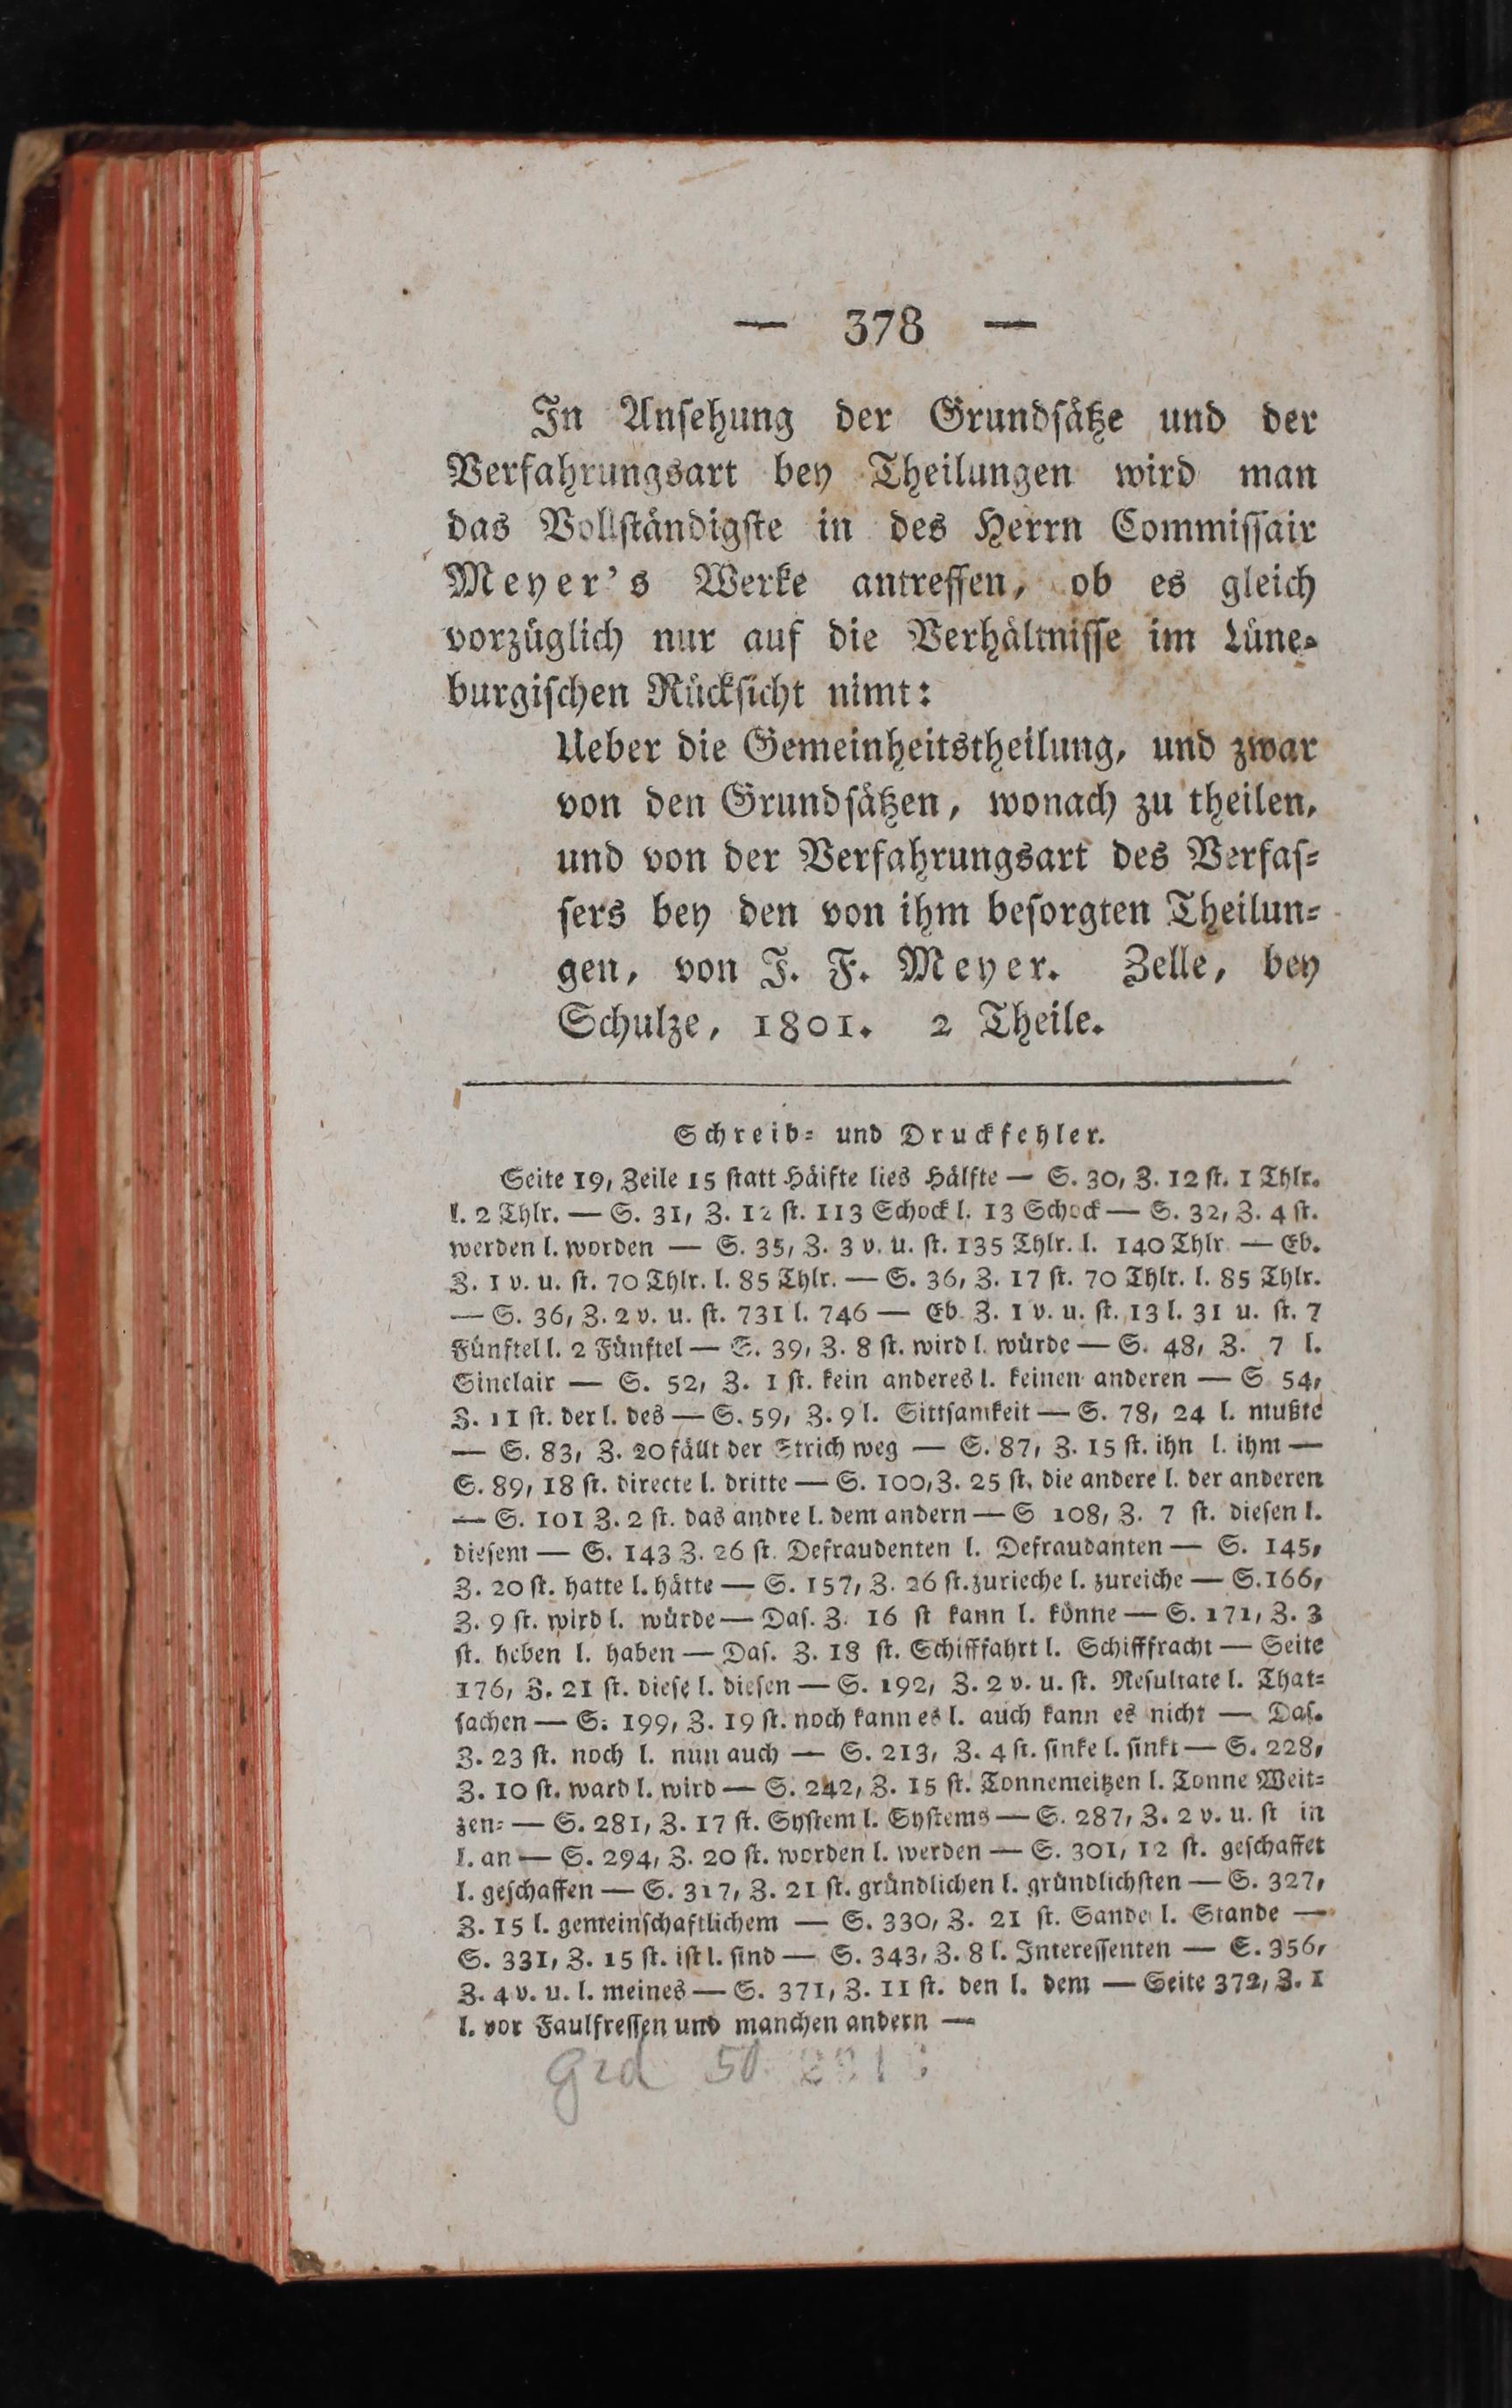 — 378 —
In Ansehung der Grundsätze und der
Verfahrungsart bey Theilungen wird man
das Vollständigste in des Herrn Commissair
Meyer's Werke antreffen, ob es gleich
vorzüglich nur auf die Verhältnisse im Lüne-
burgischen Rücksicht nimt:
Ueber die Gemeinheitstheilung, und zwar
von den Grundsätzen, wonach zu theilen,
und von der Verfahrungsart des Verfas-
sers bey den von ihm besorgten Theilun-
gen, von J. F. Meyer. Zelle, bey
Schulze, 1801. 2 Theile.
Schreib- und Druckfehler.
Seite 19, Zeile 15 statt Häifte lies Hälfte — S. 30, Z. 12 st. 1 Thlr.
l. 2 Thlr. — S. 31, Z. 12 st. 113 Schock l. 13 Schock — S. 32, Z. 4 st.
werden l. worden — S. 35, Z. 3 v. u. st. 135 Thlr. l. 140 Thlr. — Eb.
Z. 1 v. u. st. 70 Thlr. l. 85 Thlr. — S. 36, Z. 17 st. 70 Thlr. l. 85 Thlr.
— S. 36, Z. 2 v. u. st. 731 l. 746 — Eb. Z. 1 v. u. st. 13 l. 31 u. st. 7
Fünftel l. 2 Fünftel — S. 39, Z. 8 st. wird l. würde — S. 48, Z. 7 l.
Sinclair — S. 52, Z. 1 st. kein anderes l. keinen anderen — S 54,
Z. 11 st. der l. des — S. 59, Z. 9 l. Sittsamkeit — S. 78, 24 l. mußte
— S. 83, Z. 20 fällt der Strich weg — S. 87, Z. 15 st. ihn l. ihm —
S. 89, 18 st. directe l. dritte — S. 100, Z. 25 st. die andere l. der anderen
— S. 101 Z. 2 st. das andre l. dem andern — S 108, Z. 7 st. diesen l.
diesem — S. 143 Z. 26 st. Defraudenten l. Defraudanten — S. 145,
Z. 20 st. hatte l. hätte — S. 157, Z. 26 st. zurieche l. zureiche — S. 166,
Z. 9 st. wird l. würde — Das. Z. 16 st kann l. könne — S. 171, Z. 3
st. heben l. haben — Das. Z. 18 st. Schifffahrt l. Schifffracht — Seite
176, Z. 21 st. diese l. diesen — S. 192, Z. 2 v. u. st. Resultate l. That-
sachen — S. 199, Z. 19 st. noch kann es l. auch kann es nicht — Das.
Z. 23 st. noch l. nun auch — S. 213, Z. 4 st. sinke l. sinkt — S. 228,
Z. 10 st. ward l. wird — S. 242, Z. 15 st. Tonnemeitzen l. Tonne Weit-
zen- — S. 281, Z. 17 st. System l. Systems — S. 287, Z. 2 v. u. st in
l. an — S. 294, Z. 20 st. worden l. werden — S. 301, 12 st. geschaffet
l. geschaffen — S. 317, Z. 21 st. gründlichen l. gründlichsten — S. 327,
Z. 15 l. gemeinschaftlichem — S. 330, Z. 21 st. Sande l. Stande —
S. 331, Z. 15 st. ist l. sind — S. 343, Z. 8 l. Interessenten — S. 356,
Z. 4 v. u. l. meines — S. 371, Z. 11 st. den l. dem — Seite 372, Z. 1
l. vor Faulfressen und manchen andern —